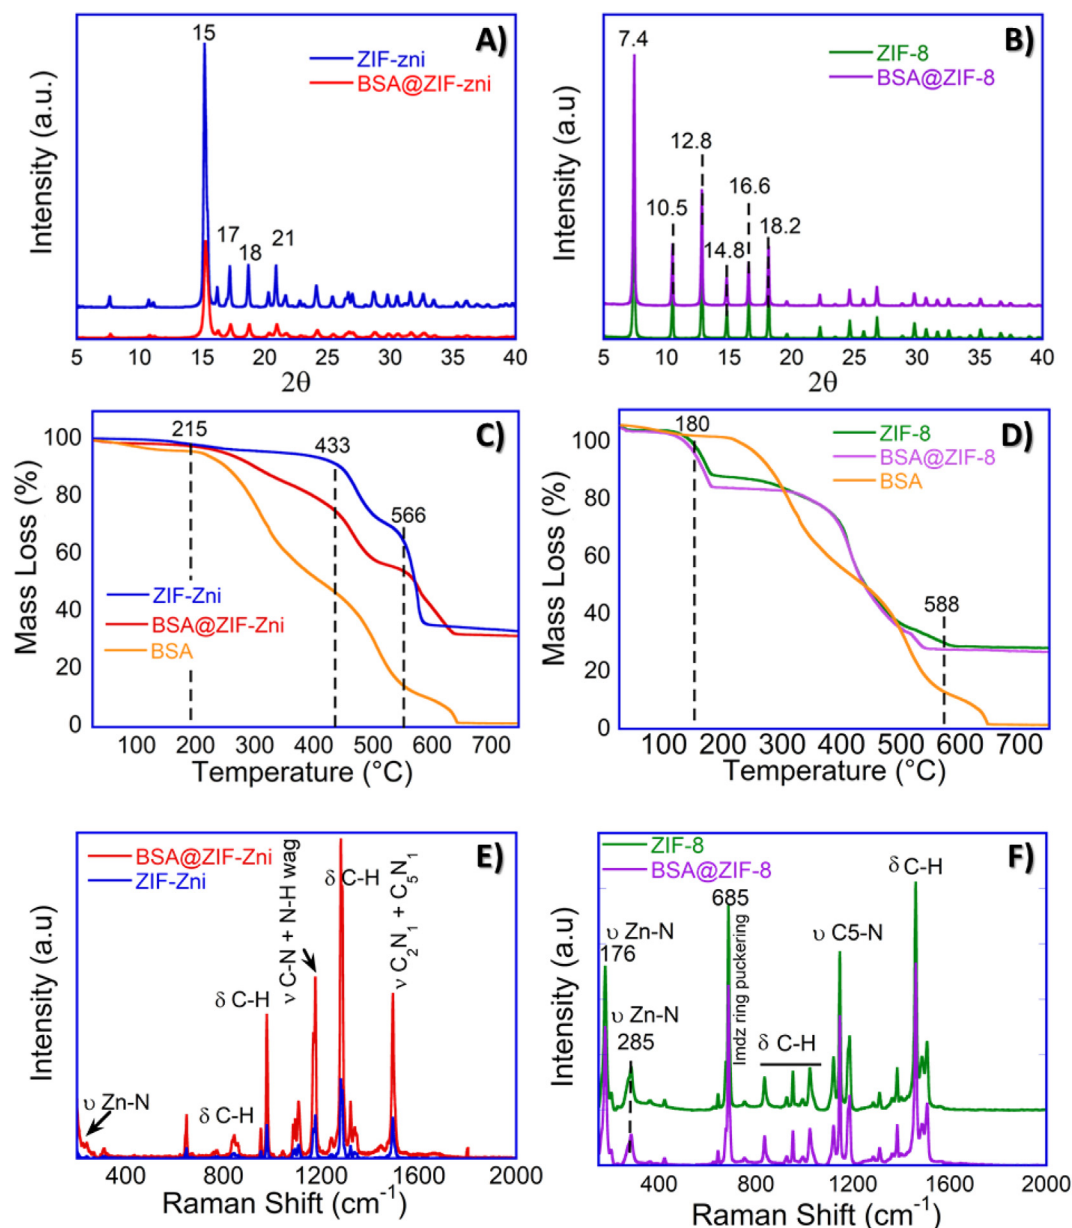 A)
15
ZIF-zni
BSA@ZIF-zni
17
18
21
Intensity (a.u.)
5 10 15 20 25 30 35 40
2θ
B)
7.4
ZIF-8
BSA@ZIF-8
12.8
16.6
10.5
18.2
14.8
Intensity (a.u)
5 10 15 20 25 30 35 40
2θ
C)
215
433
566
100
80
60
40
20
0
Mass Loss (%)
ZIF-Zni
BSA@ZIF-Zni
BSA
100 200 300 400 500 600 700
Temperature (°C)
D)
180
ZIF-8
BSA@ZIF-8
BSA
588
100
80
60
40
20
0
Mass Loss (%)
100 200 300 400 500 600 700
Temperature (°C)
E)
BSA@ZIF-Zni
ZIF-Zni
ν C-N + N-H wag
δ C-H
ν C2N1 + C5N1
δ C-H
υ Zn-N
δ C-H
Intensity (a.u)
400 800 1200 1600 2000
Raman Shift (cm-1)
F)
ZIF-8
BSA@ZIF-8
δ C-H
685
υ Zn-N
176
Imdz ring puckering
υ C5-N
υ Zn-N
285
δ C-H
Intensity (a.u)
400 800 1200 1600 2000
Raman Shift (cm-1)